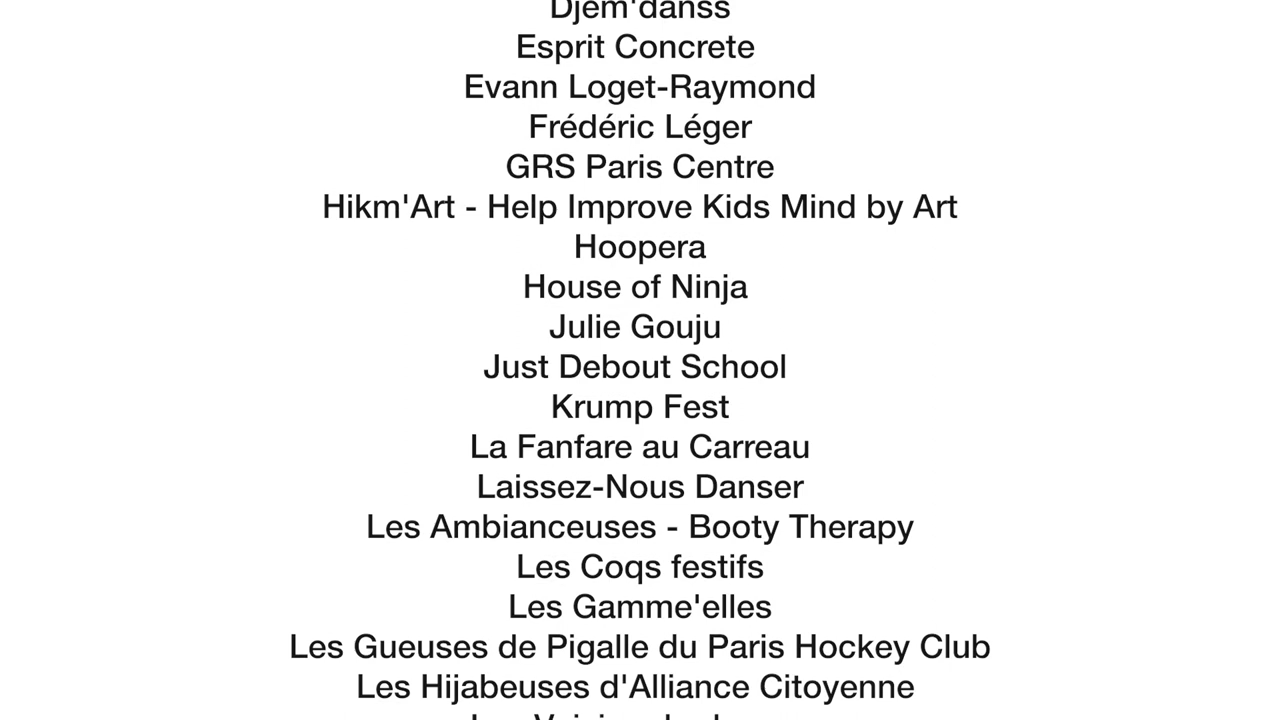 Djem'danss
Esprit Concrete
Evann Loget-Raymond
Frédéric Léger
GRS Paris Centre
Hikm'Art - Help Improve Kids Mind by Art
Hoopera
House of Ninja
Julie Gouju
Just Debout School
Krump Fest
La Fanfare au Carreau
Laissez-Nous Danser
Les Ambianceuses - Booty Therapy
Les Coqs festifs
Les Gamme'elles
Les Gueuses de Pigalle du Paris Hockey Club
Les Hijabeuses d'Alliance Citoyenne